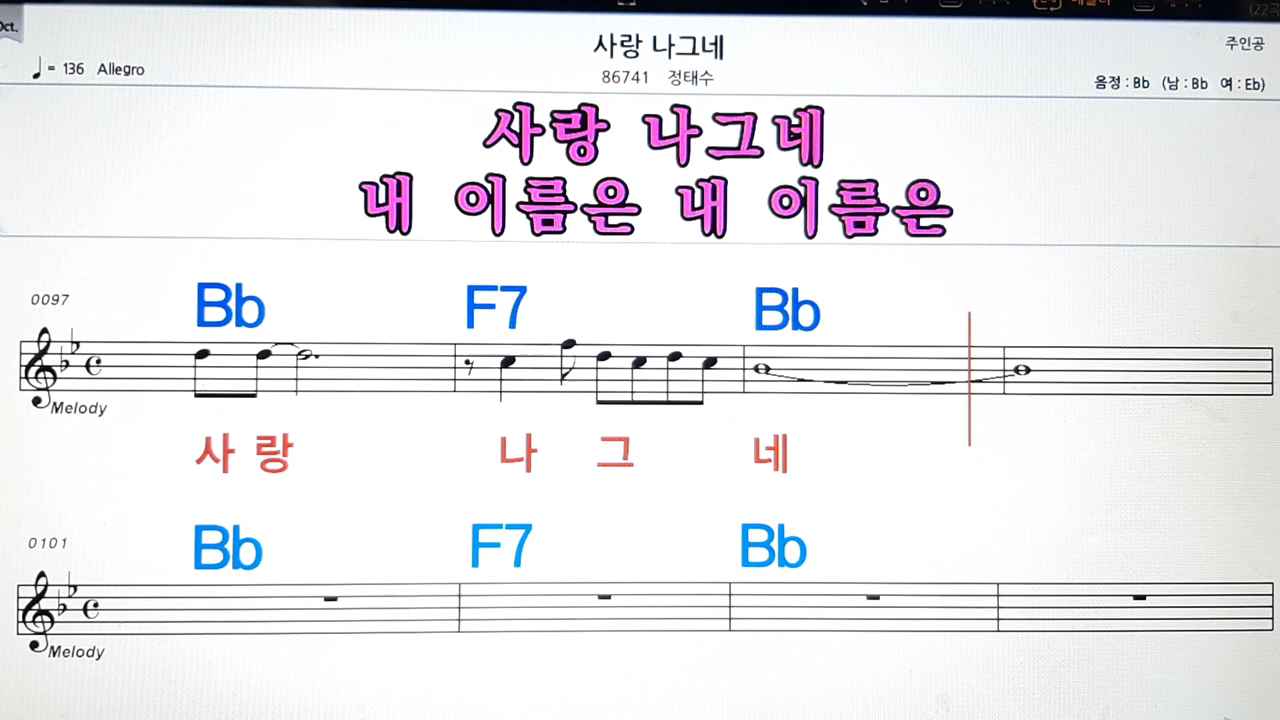 Oct.
사랑 나그네
주인공
= 136 Allegro
86741 정태수
음정 : Bb (남 : Bb 여 : Eb)
사랑 나그네
내 이름은 내 이름은
0097
Bb F7 Bb
Melody
사 랑 나 그 네
0101
Bb F7 Bb
Melody